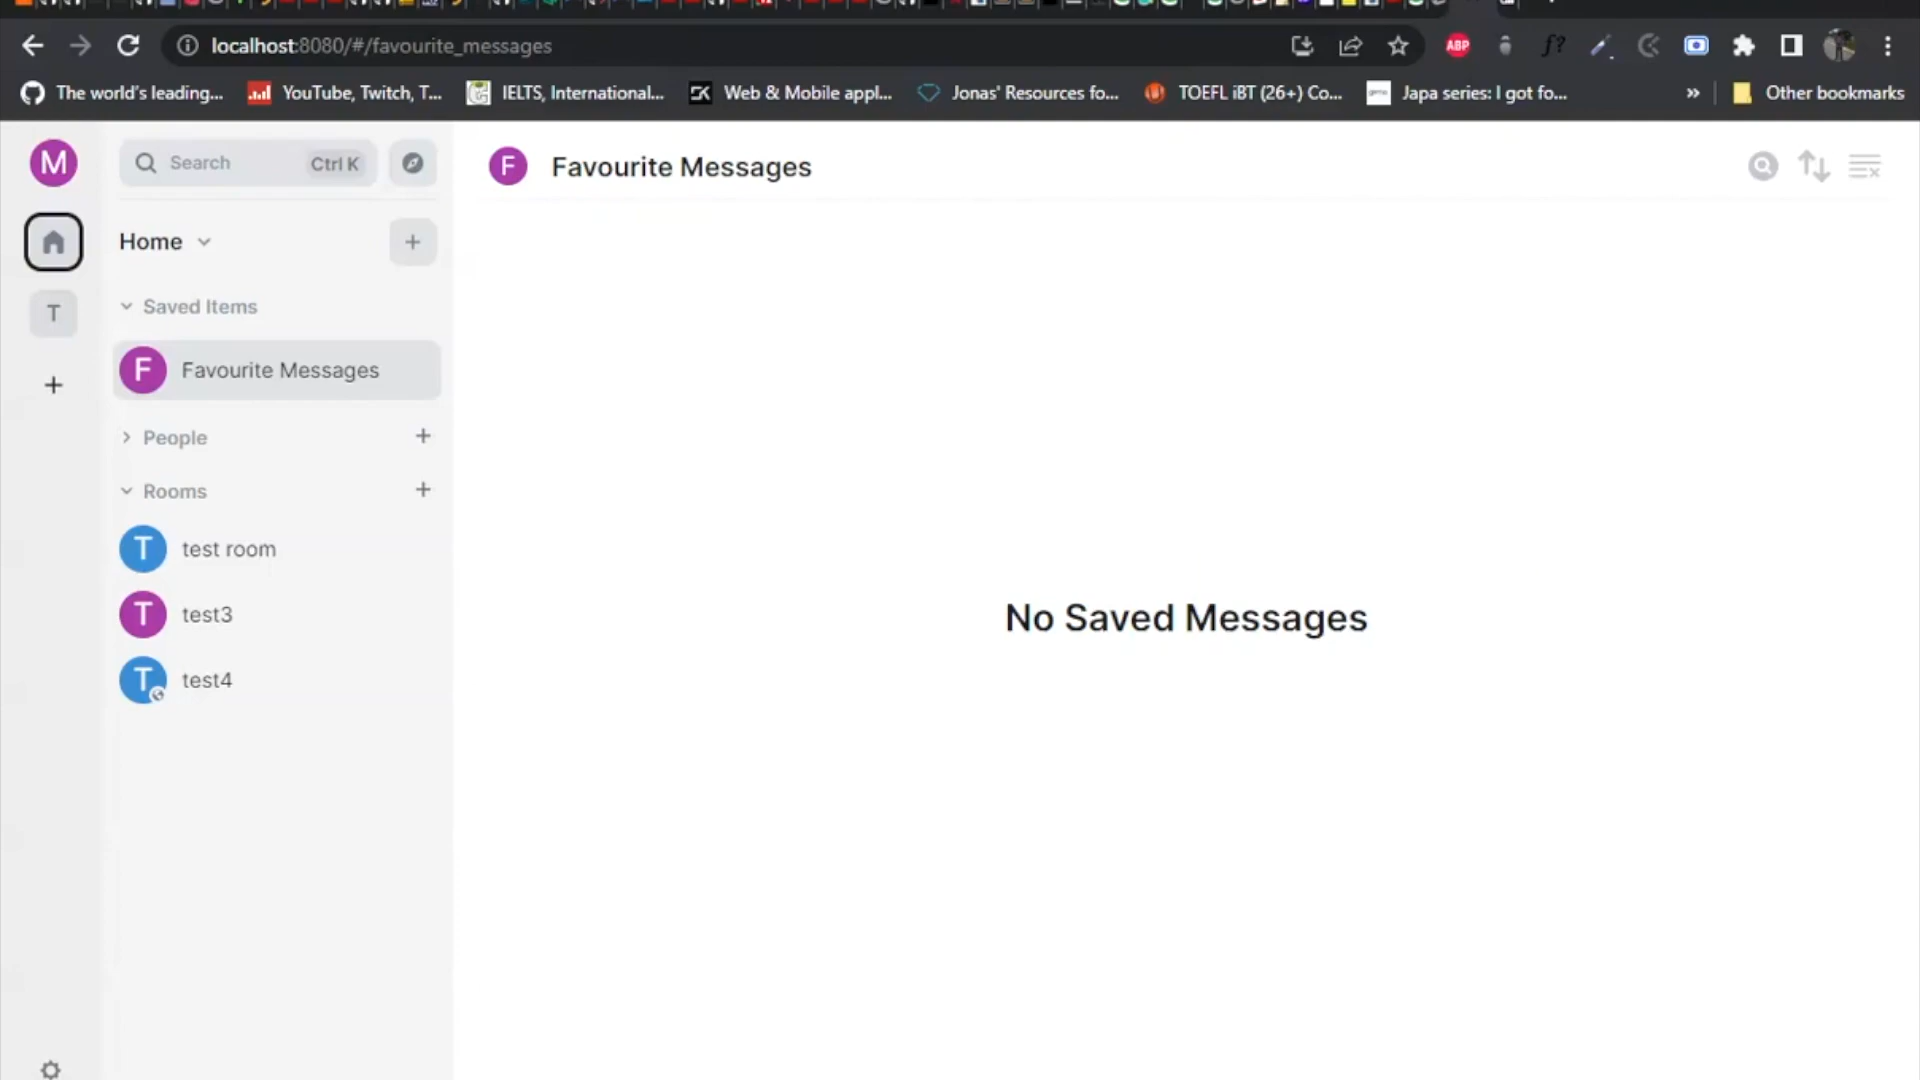 localhost:8080/#/favourite_messages
ABP
f?
The world's leading...
YouTube, Twitch, T...
IELTS, International...
Web & Mobile appl...
Jonas' Resources fo...
TOEFL iBT (26+) Co...
Japa series: I got fo...
»
Other bookmarks
M
Search
Ctrl K
F
Favourite Messages
Home
T
Saved Items
F
Favourite Messages
People
Rooms
T
test room
T
test3
T
test4
No Saved Messages